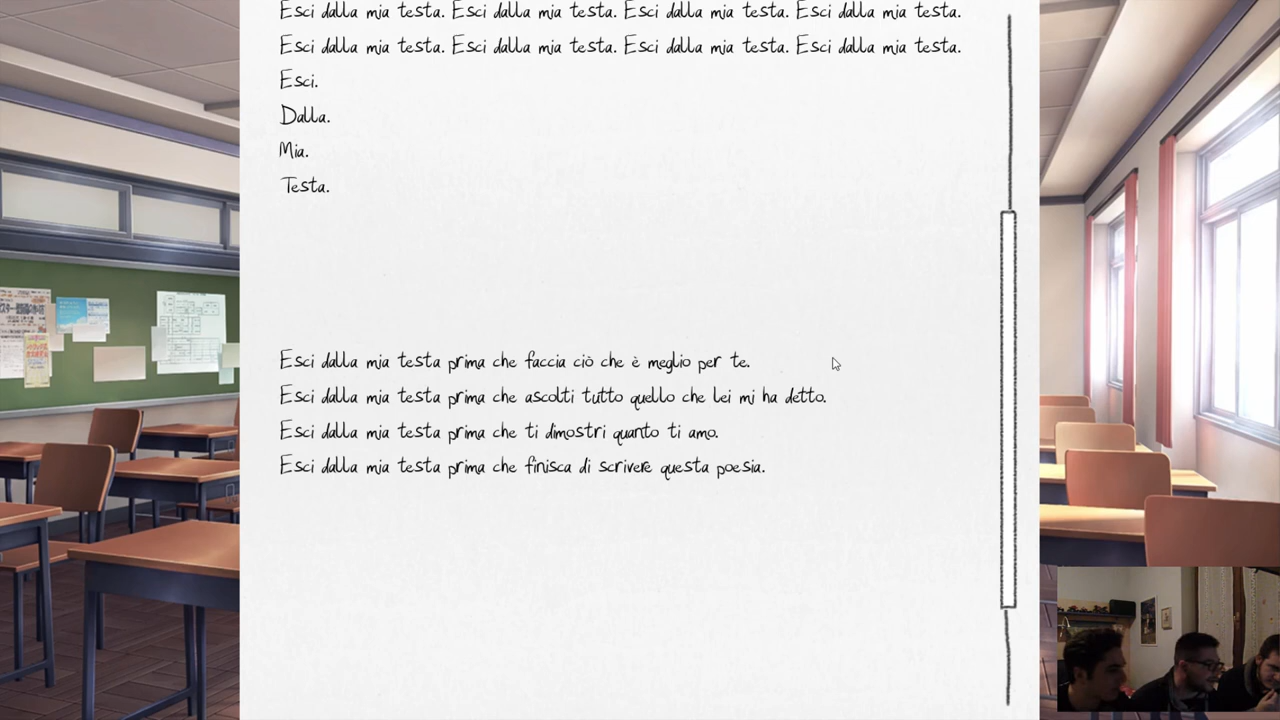 Esci dalla mia testa. Esci dalla mia testa. Esci dalla mia testa. Esci dalla mia testa.
Esci dalla mia testa. Esci dalla mia testa. Esci dalla mia testa. Esci dalla mia testa.
Esci.
Dalla.
Mia.
Testa.
Esci dalla mia testa prima che faccia ciò che è meglio per te.
Esci dalla mia testa prima che ascolti tutto quello che lei mi ha detto.
Esci dalla mia testa prima che ti dimostri quanto ti amo.
Esci dalla mia testa prima che finisca di scrivere questa poesia.